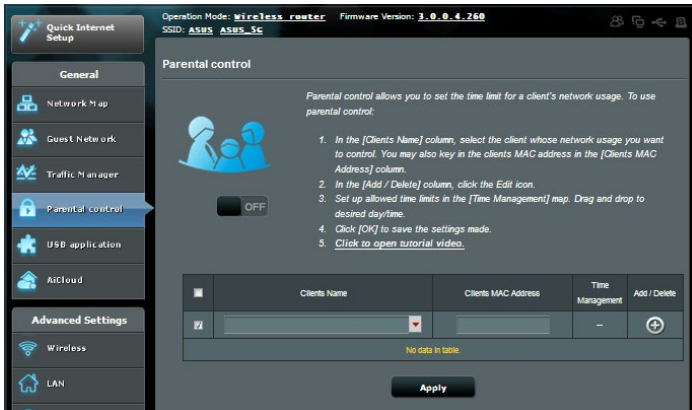 Quick Internet
Setup
Operation Mode: Wireless router Firmware Version: 3.0.0.4.260
SSID: ASUS ASUS_5G
General
Network Map
Guest Network
Traffic Manager
Parental control
USB application
AiCloud
Advanced Settings
Wireless
LAN
Parental control
Parental control allows you to set the time limit for a client's network usage. To use
parental control:
1. In the [Clients Name] column, select the client whose network usage you want
to control. You may also key in the clients MAC address in the [Clients MAC
Address] column.
2. In the [Add / Delete] column, click the Edit icon.
3. Set up allowed time limits in the [Time Management] map. Drag and drop to
desired day/time.
4. Click [OK] to save the settings made.
5. Click to open tutorial video.
OFF
Clients Name
Clients MAC Address
Time
Management
Add / Delete
--
No data in table.
Apply